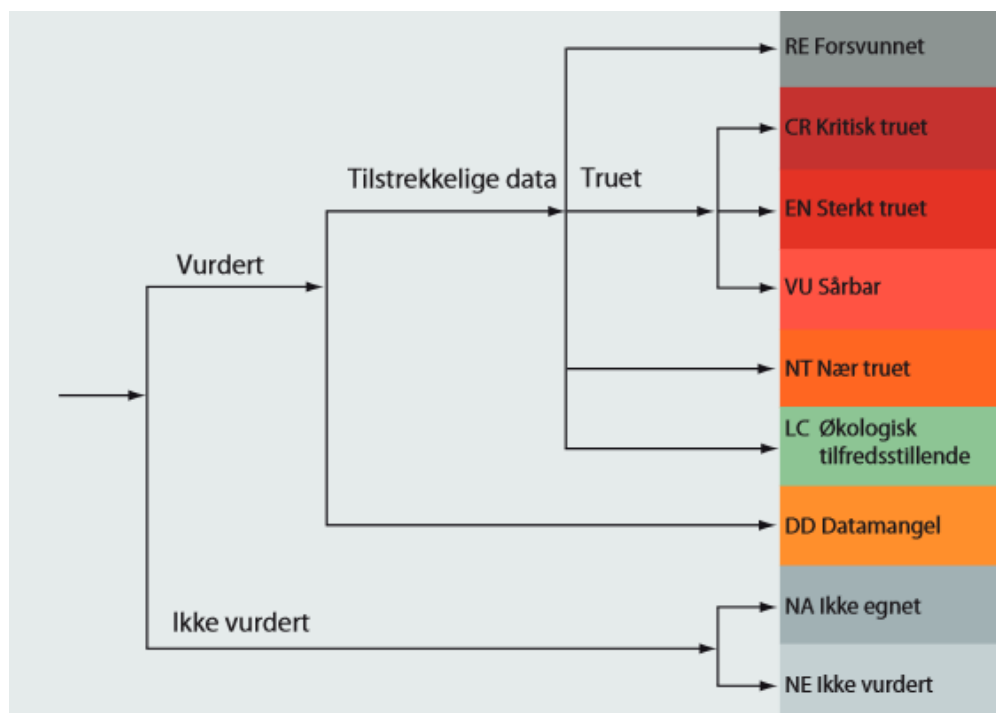 RE Forsvunnet
CR Kritisk truet
Tilstrekkelige data
Truet
EN Sterkt truet
Vurdert
VU Sårbar
NT Nær truet
LC Økologisk
tilfredsstillende
DD Datamangel
NA Ikke egnet
Ikke vurdert
NE Ikke vurdert